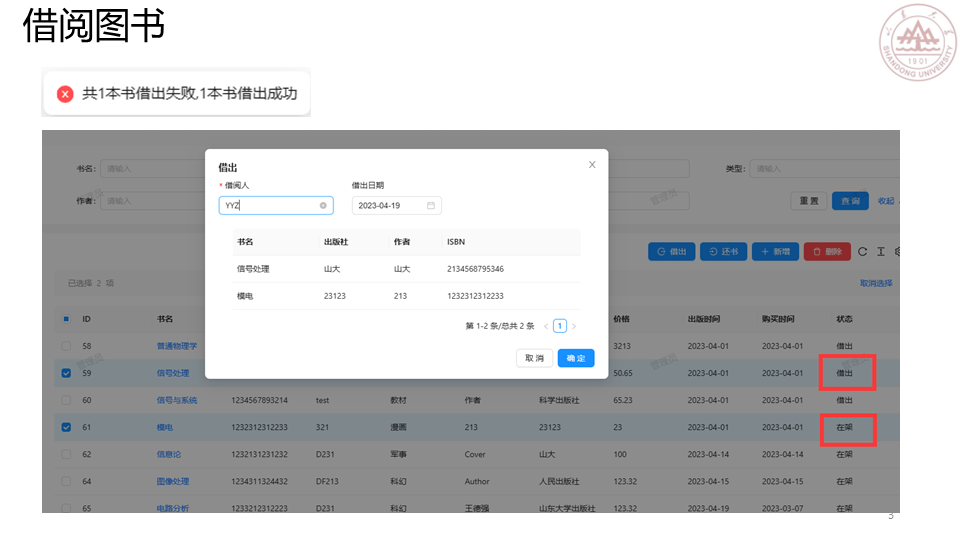 借阅图书
SHANDONG UNIVERSITY
1901
共1本书借出失败,1本书借出成功
书名: 请输入
类型: 请输入
作者: 请输入
管理员
重置 查询 收起
借出 还书 + 新增 删除
已选择 2 项 取消选择
借出
* 借阅人 借出日期
YYZ 2023-04-19
书名 出版社 作者 ISBN
信号处理 山大 山大 2134568795346
模电 23123 213 1232312312233
第 1-2 条/总共 2 条 < 1 >
取消 确定
ID 书名 价格 出版时间 购买时间 状态
58 普通物理学 3213 2023-04-01 2023-04-01 借出
59 信号处理 50.65 2023-04-01 2023-04-01 借出
60 信号与系统 1234567893214 test 教材 作者 科学出版社 65.23 2023-04-01 2023-04-01 借出
61 模电 1232312312233 321 漫画 213 23123 23 2023-04-01 2023-04-01 在架
62 信息论 1232131231232 D231 军事 Cover 山大 100 2023-04-14 2023-04-14 在架
64 图像处理 1234311324432 DF213 科幻 Author 人民出版社 123.32 2023-04-15 2023-04-15 在架
65 电路分析 1233212312223 D231 科幻 王德强 山东大学出版社 123.32 2023-04-19 2023-03-07 在架
3